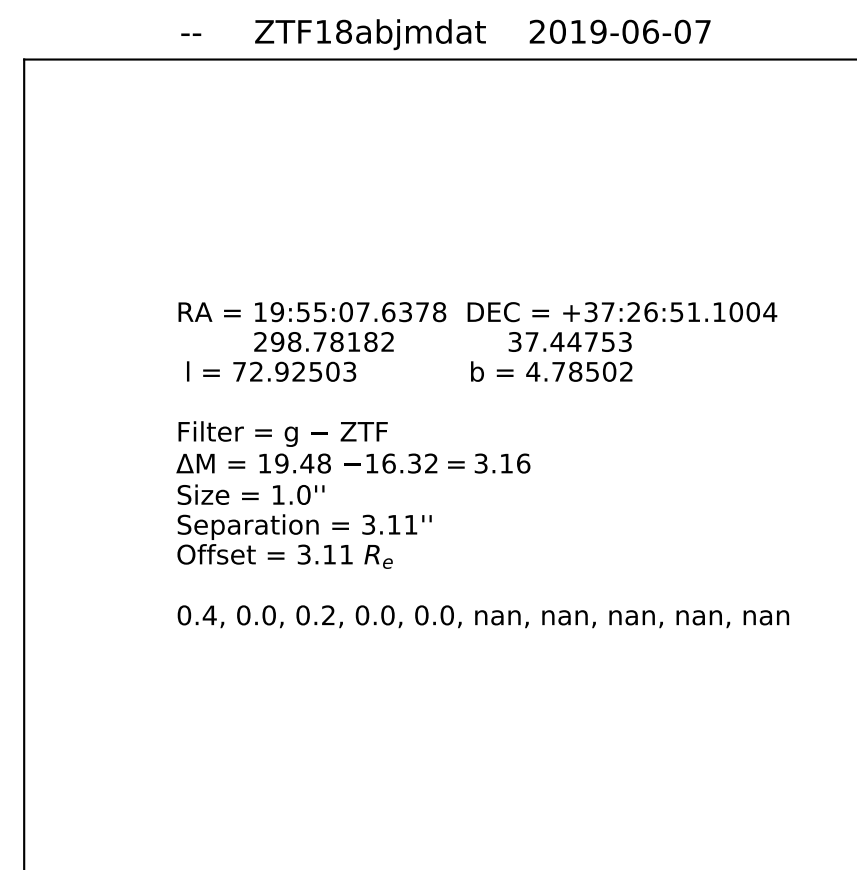 -- ZTF18abjmdat 2019-06-07
RA = 19:55:07.6378 DEC = +37:26:51.1004
298.78182 37.44753
l = 72.92503 b = 4.78502
Filter = g − ZTF
ΔM = 19.48 −16.32 = 3.16
Size = 1.0''
Separation = 3.11''
Offset = 3.11 Rₑ
0.4, 0.0, 0.2, 0.0, 0.0, nan, nan, nan, nan, nan